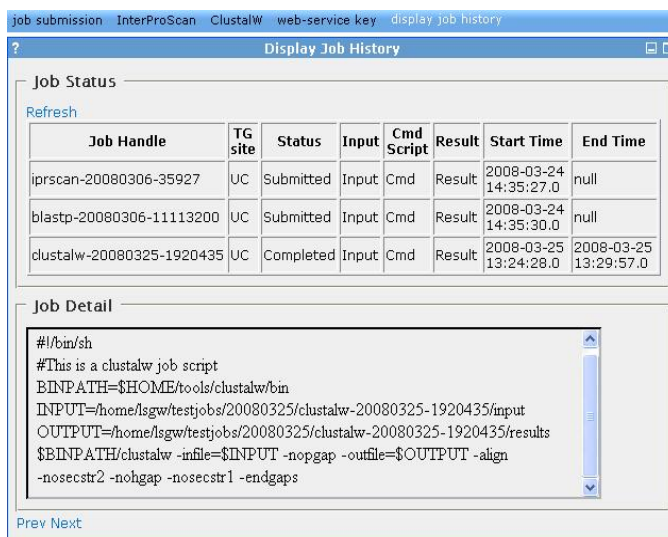 job submission InterProScan ClustalW web-service key display job history
? Display Job History
Job Status
Refresh
Job Handle TG site Status Input Cmd Script Result Start Time End Time
iprscan-20080306-35927 UC Submitted Input Cmd Result 2008-03-24 14:35:27.0 null
blastp-20080306-11113200 UC Submitted Input Cmd Result 2008-03-24 14:35:30.0 null
clustalw-20080325-1920435 UC Completed Input Cmd Result 2008-03-25 13:24:28.0 2008-03-25 13:29:57.0
Job Detail
#!/bin/sh
#This is a clustalw job script
BINPATH=$HOME/tools/clustalw/bin
INPUT=/home/lsgw/testjobs/20080325/clustalw-20080325-1920435/input
OUTPUT=/home/lsgw/testjobs/20080325/clustalw-20080325-1920435/results
$BINPATH/clustalw -infile=$INPUT -nopgap -outfile=$OUTPUT -align
-nosecstr2 -nohgap -nosecstr1 -endgaps
Prev Next